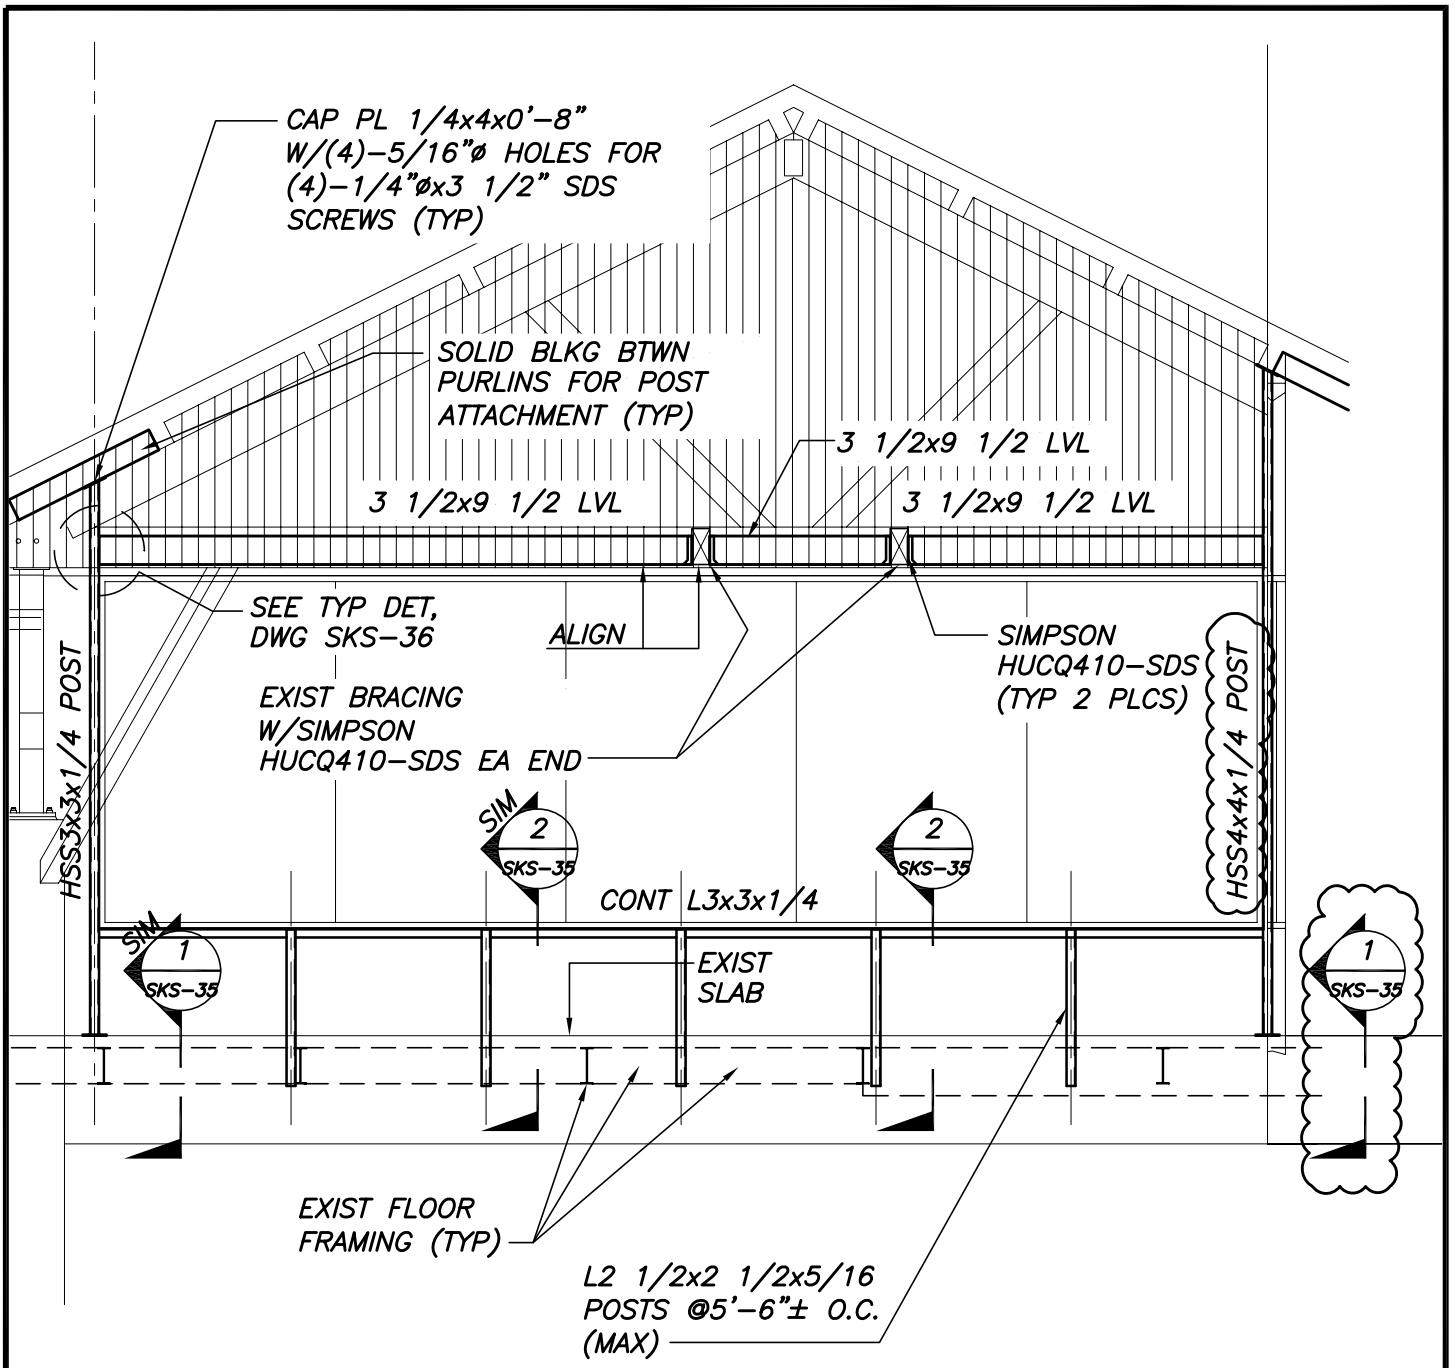 CAP PL 1/4x4x0'-8"
W/(4)-5/16"ø HOLES FOR
(4)-1/4"øx3 1/2" SDS
SCREWS (TYP)
SOLID BLKG BTWN
PURLINS FOR POST
ATTACHMENT (TYP)
3 1/2x9 1/2 LVL
3 1/2x9 1/2 LVL
3 1/2x9 1/2 LVL
SEE TYP DET,
DWG SKS-36
ALIGN
SIMPSON
HUCQ410-SDS
(TYP 2 PLCS)
EXIST BRACING
W/SIMPSON
HUCQ410-SDS EA END
HSS3x3x1/4 POST
HSS4x4x1/4 POST
SIM
2
SKS-35
2
SKS-35
CONT L3x3x1/4
SIM
1
SKS-35
EXIST
SLAB
1
SKS-35
EXIST FLOOR
FRAMING (TYP)
L2 1/2x2 1/2x5/16
POSTS @5'-6"± O.C.
(MAX)